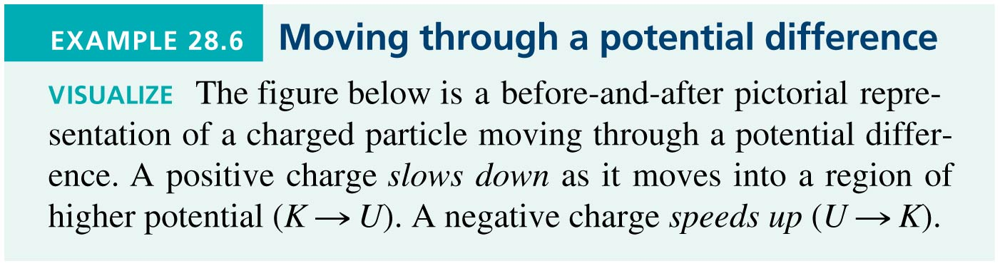 EXAMPLE 28.6 Moving through a potential difference
VISUALIZE The figure below is a before-and-after pictorial repre-
sentation of a charged particle moving through a potential differ-
ence. A positive charge slows down as it moves into a region of
higher potential (K → U). A negative charge speeds up (U → K).